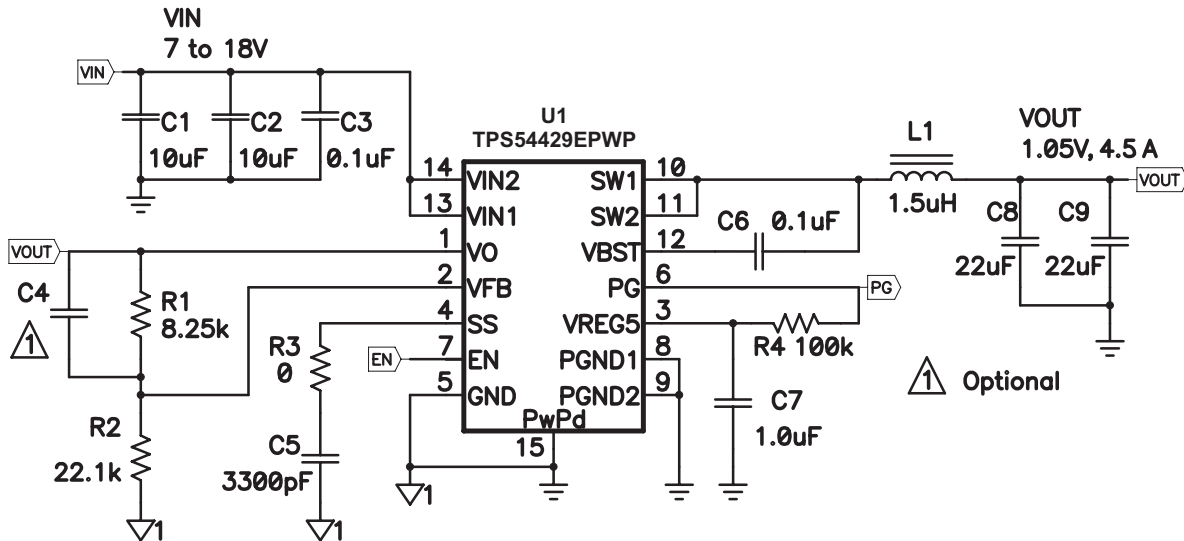 VIN
7 to 18V
VIN
C1
10uF
C2
10uF
C3
0.1uF
U1
TPS54429EPWP
14
VIN2
13
VIN1
1
VO
2
VFB
4
SS
7
EN
5
GND
PwPd
15
SW1
10
SW2
11
VBST
12
PG
6
VREG5
3
PGND1
8
PGND2
9
VOUT
C4
1
R1
8.25k
R2
22.1k
1
R3
0
C5
3300pF
1
EN
1
C6
0.1uF
L1
1.5uH
VOUT
1.05V, 4.5 A
VOUT
C8
22uF
C9
22uF
PG
R4 100k
C7
1.0uF
1 Optional